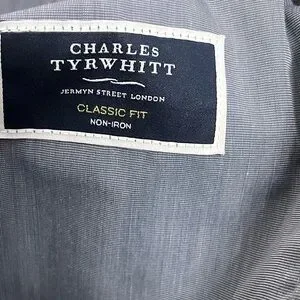 CHARLES
TYRWHITT
JERMYN STREET LONDON
CLASSIC FIT
NON-IRON